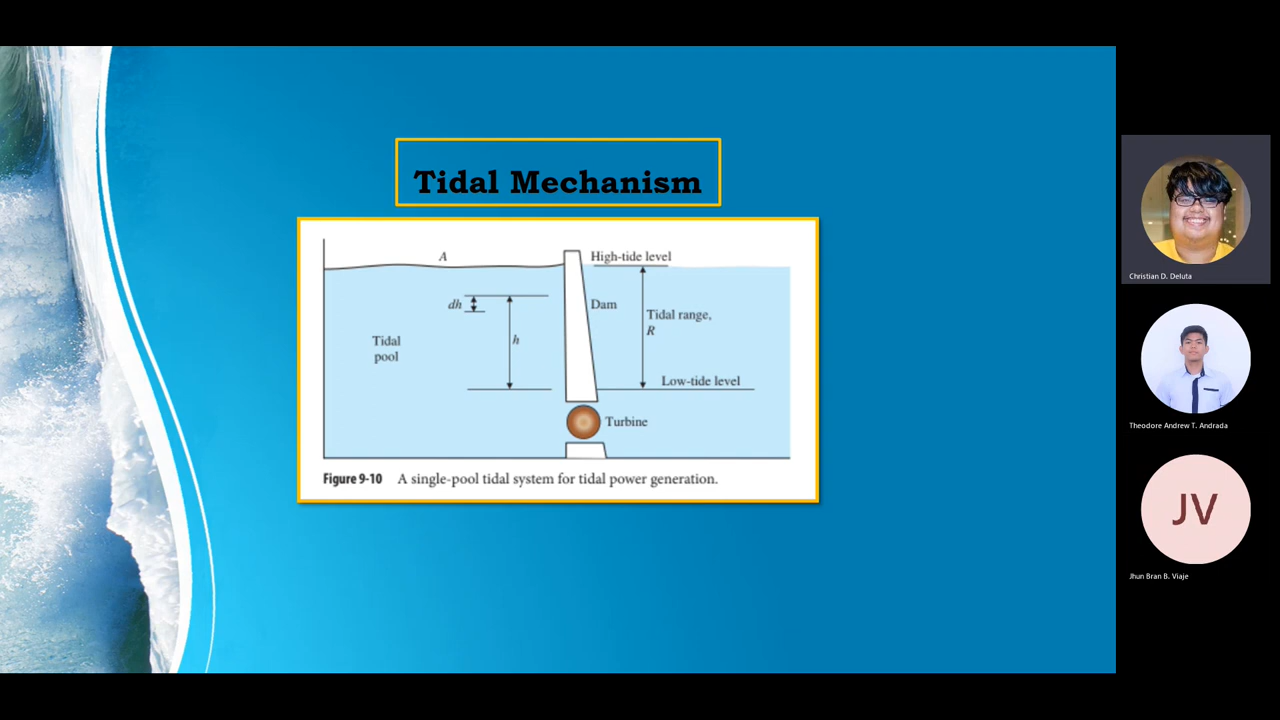 Tidal Mechanism
A
High-tide level
dh
Dam
Tidal range,
R
h
Tidal
pool
Low-tide level
Turbine
Figure 9-10 A single-pool tidal system for tidal power generation.
Christian D. Deluta
Theodore Andrew T. Andrada
JV
Jhun Bran B. Viaje